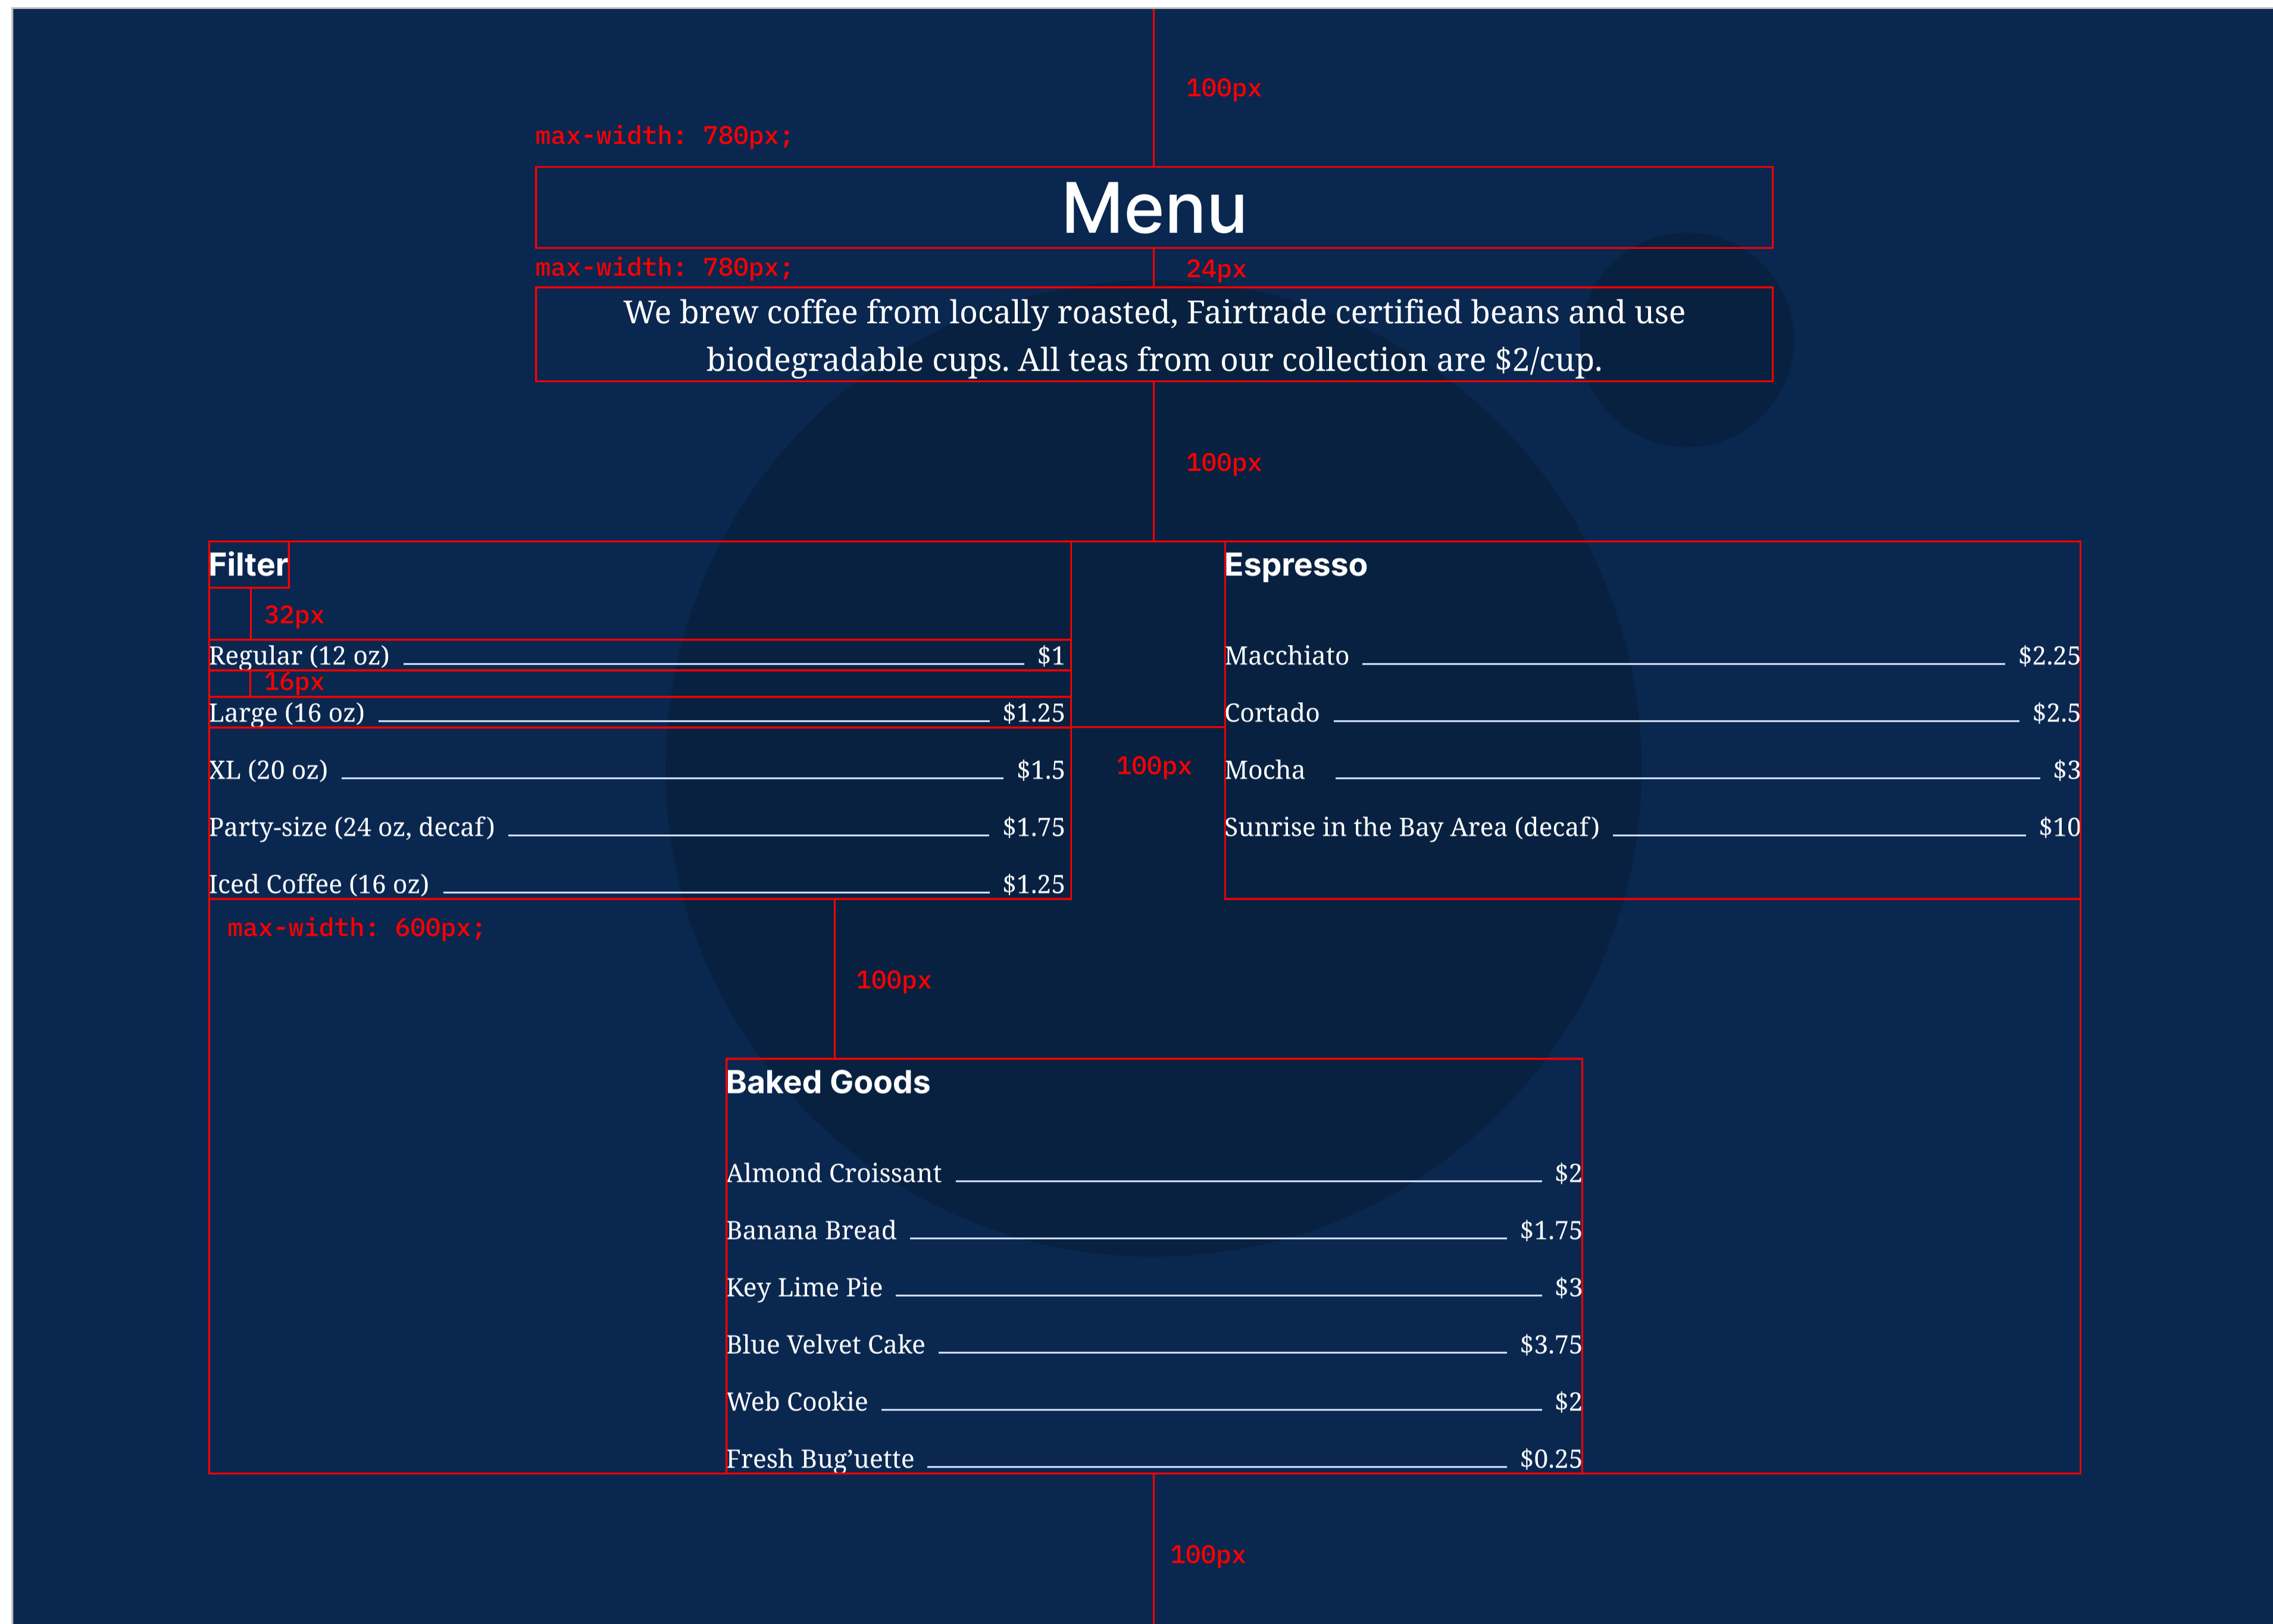 100px
max-width: 780px;
Menu
max-width: 780px;
24px
We brew coffee from locally roasted, Fairtrade certified beans and use
biodegradable cups. All teas from our collection are $2/cup.
100px
Filter
32px
Regular (12 oz) $1
16px
Large (16 oz) $1.25
XL (20 oz) $1.5
Party-size (24 oz, decaf) $1.75
Iced Coffee (16 oz) $1.25
max-width: 600px;
100px
Espresso
Macchiato $2.25
Cortado $2.5
Mocha $3
Sunrise in the Bay Area (decaf) $10
100px
Baked Goods
Almond Croissant $2
Banana Bread $1.75
Key Lime Pie $3
Blue Velvet Cake $3.75
Web Cookie $2
Fresh Bug’uette $0.25
100px